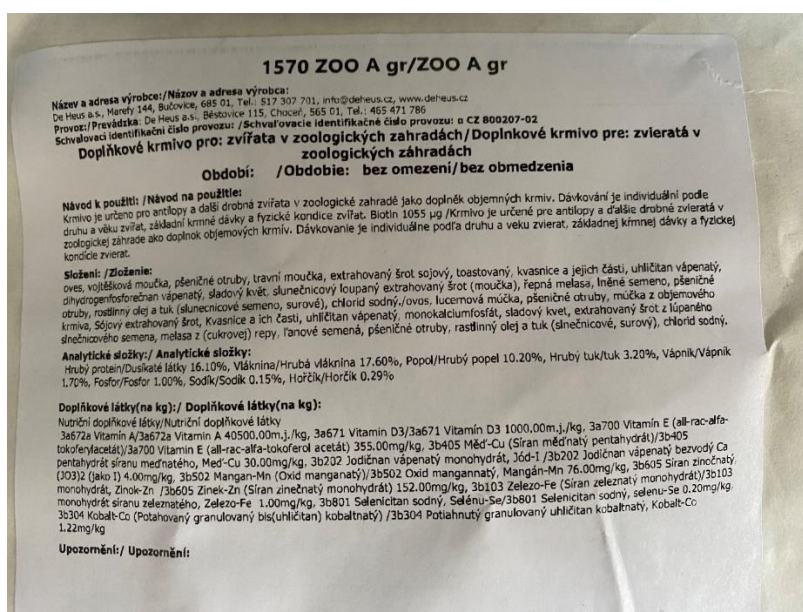 1570 ZOO A gr/ZOO A gr
Název a adresa výrobce:/Názov a adresa výrobca:
De Heus a.s., Marefy 144, Bučovice, 685 01, Tel.: 517 307 701, info@deheus.cz, www.deheus.cz
Provoz:/Prevádzka: De Heus a.s., Běstovice 115, Choceň, 565 01, Tel.: 465 471 786
Schvalovací identifikační číslo provozu: /Schvaľovacie identifikačné číslo provozu: α CZ 800207-02
Doplňkové krmivo pro: zvířata v zoologických zahradách/Doplnkové krmivo pre: zvieratá v
zoologických záhradách
Období: /Obdobie: bez omezení/bez obmedzenia
Návod k použití: /Návod na použitie:
Krmivo je určeno pro antilopy a další drobná zvířata v zoologické zahradě jako doplněk objemných krmiv. Dávkování je individuální podle
druhu a věku zvířat, základní krmné dávky a fyzické kondice zvířat. Biotin 1055 µg /Krmivo je určené pre antilopy a ďalšie drobné zvieratá v
zoologickej záhrade ako doplnok objemových krmív. Dávkovanie je individuálne podľa druhu a veku zvierat, základnej kŕmnej dávky a fyzickej
kondície zvierat.
Složení: /Zloženie:
oves, vojtěšková moučka, pšeničné otruby, travní moučka, extrahovaný šrot sojový, toastovaný, kvasnice a jejich části, uhličitan vápenatý,
dihydrogenfosforečnan vápenatý, sladový květ, slunečnicový loupaný extrahovaný šrot (moučka), řepná melasa, lněné semeno, pšeničné
otruby, rostlinný olej a tuk (slunecnicové semeno, surové), chlorid sodný./ovos, lucernová múčka, pšeničné otruby, múčka z objemového
krmiva, Sójový extrahovaný šrot, Kvasnice a ich časti, uhličitan vápenatý, monokalciumfosfát, sladový kvet, extrahovaný šrot z lúpaného
slnečnicového semena, melasa z (cukrovej) repy, ľanové semená, pšeničné otruby, rastlinný olej a tuk (slnečnicové, surový), chlorid sodný.
Analytické složky:/ Analytické složky:
Hrubý protein/Dusíkaté látky 16.10%, Vláknina/Hrubá vláknina 17.60%, Popol/Hrubý popel 10.20%, Hrubý tuk/tuk 3.20%, Vápnik/Vápník
1.70%, Fosfor/Fosfor 1.00%, Sodík/Sodík 0.15%, Hořčík/Horčík 0.29%
Doplňkové látky(na kg):/ Doplňkové látky(na kg):
Nutriční doplňkové látky/Nutriční doplňkové látky
3a672a Vitamín A/3a672a Vitamin A 40500.00m.j./kg, 3a671 Vitamín D3/3a671 Vitamín D3 1000.00m.j./kg, 3a700 Vitamín E (all-rac-alfa-
tokoferylacetát)/3a700 Vitamin E (all-rac-alfa-tokoferol acetát) 355.00mg/kg, 3b405 Měď-Cu (Síran měďnatý pentahydrát)/3b405
pentahydrát síranu meďnatého, Meď-Cu 30.00mg/kg, 3b202 Jodičnan vápenatý monohydrát, Jód-I /3b202 Jodičnan vápenatý bezvodý Ca
(JO3)2 (jako I) 4.00mg/kg, 3b502 Mangan-Mn (Oxid manganatý)/3b502 Oxid mangannatý, Mangán-Mn 76.00mg/kg, 3b605 Síran zinočnatý,
monohydrát, Zinok-Zn /3b605 Zinek-Zn (Síran zinečnatý monohydrát) 152.00mg/kg, 3b103 Zelezo-Fe (Síran zeleznatý monohydrát)/3b103
monohydrát síranu zeleznatého, Zelezo-Fe 1.00mg/kg, 3b801 Selenicitan sodný, Selénu-Se/3b801 Selenicitan sodný, selenu-Se 0.20mg/kg,
3b304 Kobalt-Co (Potahovaný granulovaný bis(uhličitan) kobaltnatý) /3b304 Potiahnutý granulovaný uhličitan kobaltnatý, Kobalt-Co
1.22mg/kg
Upozornění:/ Upozornění: